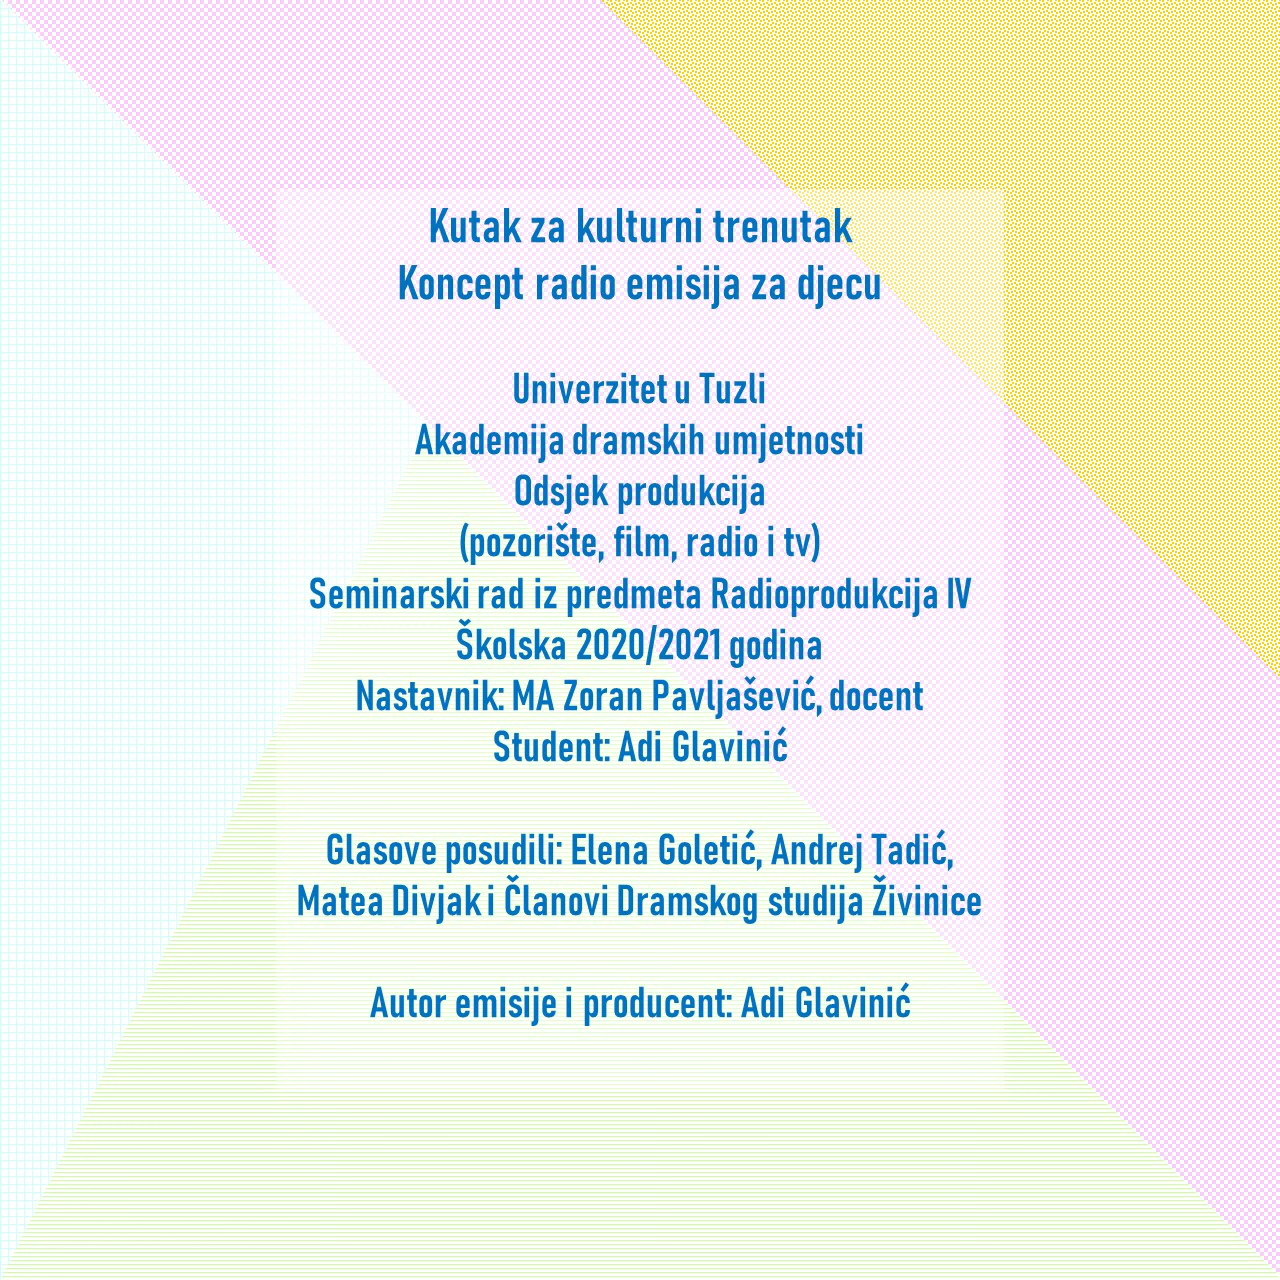 Kutak za kulturni trenutak
Koncept radio emisija za djecu
Univerzitet u Tuzli
Akademija dramskih umjetnosti
Odsjek produkcija
(pozorište, film, radio i tv)
Seminarski rad iz predmeta Radioprodukcija IV
Školska 2020/2021 godina
Nastavnik: MA Zoran Pavljašević, docent
Student: Adi Glavinić
Glasove posudili: Elena Goletić, Andrej Tadić,
Matea Divjak i Članovi Dramskog studija Živinice
Autor emisije i producent: Adi Glavinić